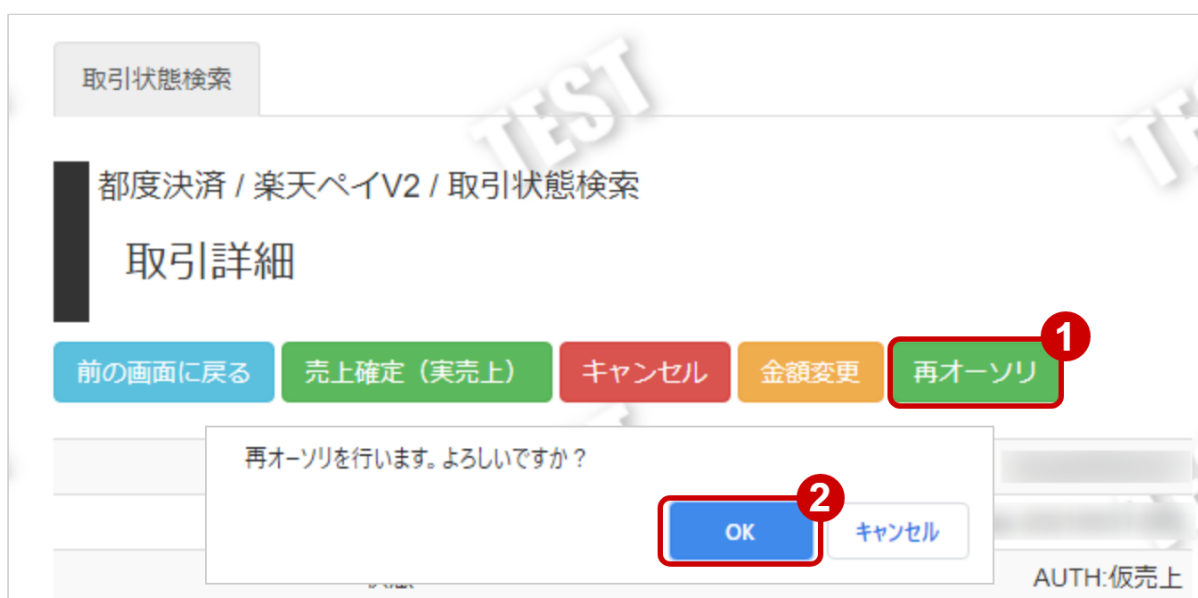 取引状態検索
TEST
都度決済 / 楽天ペイV2 / 取引状態検索
取引詳細
1
前の画面に戻る 売上確定（実売上） キャンセル 金額変更 再オーソリ
再オーソリを行います。よろしいですか？
2
OK キャンセル
AUTH:仮売上